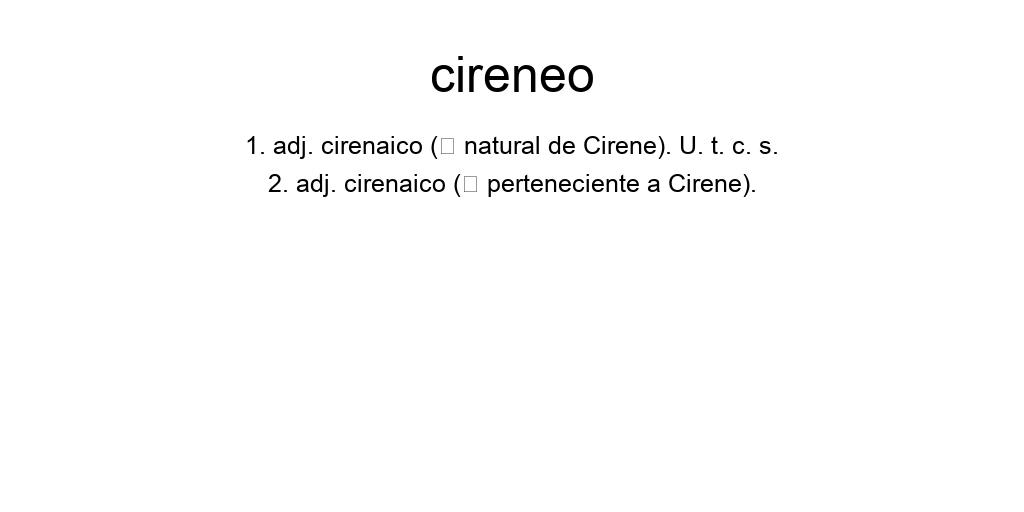 cireneo
1. adj. cirenaico (▯ natural de Cirene). U. t. c. s.
2. adj. cirenaico (▯ perteneciente a Cirene).